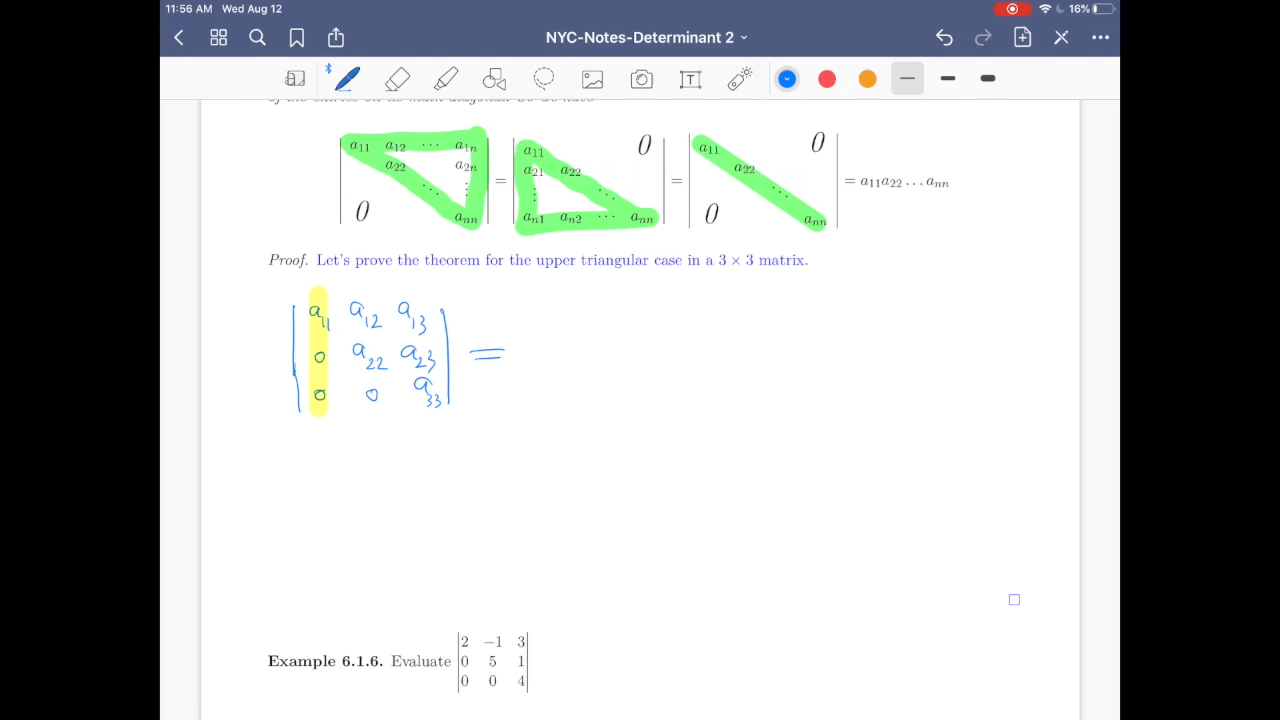 11:56 AM Wed Aug 12
16%
NYC-Notes-Determinant 2
T
a11 a12 ⋯ a1n
a22 a2n
⋱ ⋮
0 ann
=
a11 0
a21 a22
⋮ ⋱
an1 an2 ⋯ ann
=
a11 0
a22
⋱
0 ann
= a11a22 … ann
Proof. Let's prove the theorem for the upper triangular case in a 3 × 3 matrix.
a11 a12 a13
0 a22 a23 =
0 0 a33
□
Example 6.1.6. Evaluate
2 −1 3
0 5 1
0 0 4